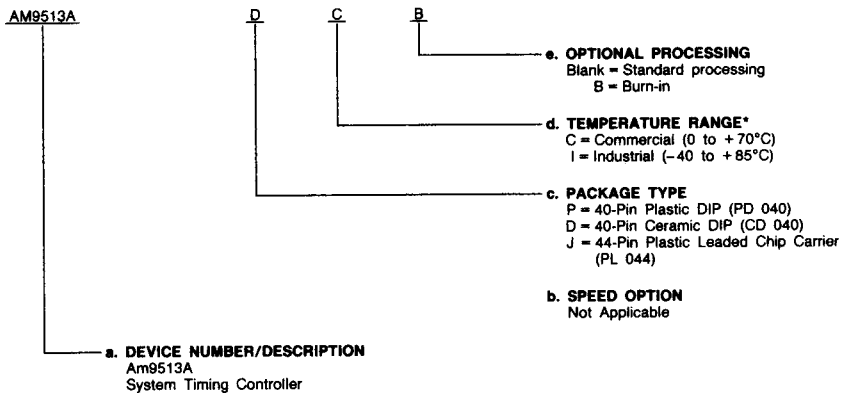 AM9513A D C B
e. OPTIONAL PROCESSING
Blank = Standard processing
B = Burn-in
d. TEMPERATURE RANGE*
C = Commercial (0 to +70°C)
I = Industrial (-40 to +85°C)
c. PACKAGE TYPE
P = 40-Pin Plastic DIP (PD 040)
D = 40-Pin Ceramic DIP (CD 040)
J = 44-Pin Plastic Leaded Chip Carrier
(PL 044)
b. SPEED OPTION
Not Applicable
a. DEVICE NUMBER/DESCRIPTION
Am9513A
System Timing Controller